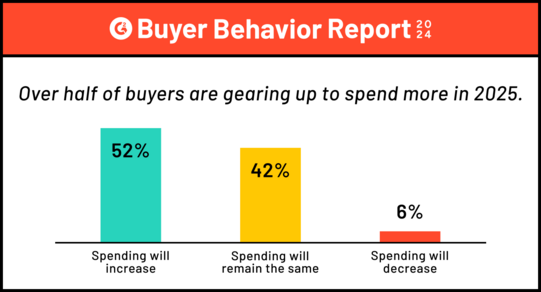 G2 Buyer Behavior Report 2024
Over half of buyers are gearing up to spend more in 2025.
52%
42%
6%
Spending will
increase
Spending will
remain the same
Spending will
decrease